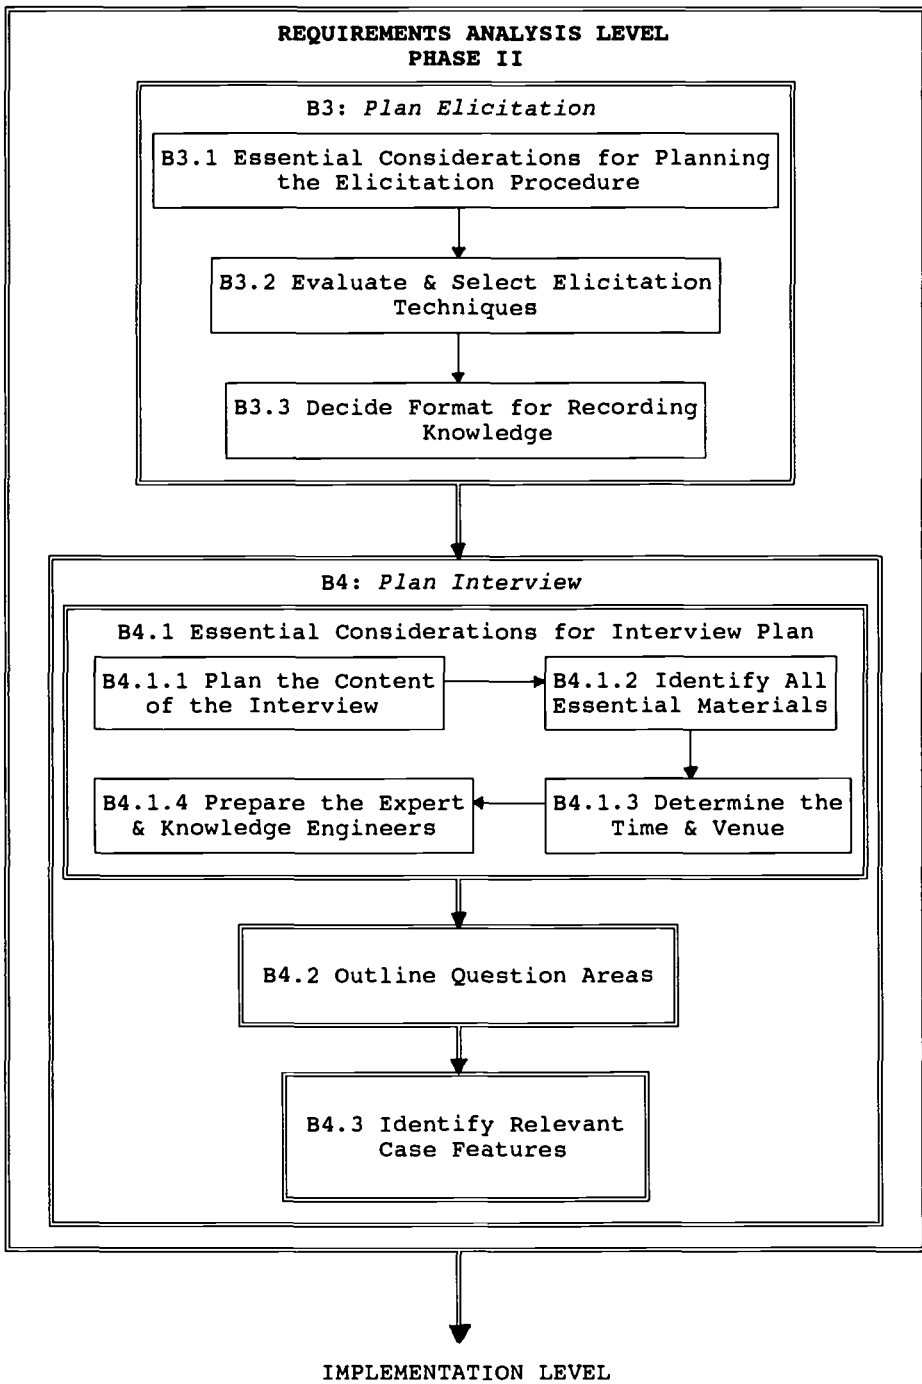 REQUIREMENTS ANALYSIS LEVEL
PHASE II
B3: Plan Elicitation
B3.1 Essential Considerations for Planning
the Elicitation Procedure
B3.2 Evaluate & Select Elicitation
Techniques
B3.3 Decide Format for Recording
Knowledge
B4: Plan Interview
B4.1 Essential Considerations for Interview Plan
B4.1.1 Plan the Content
of the Interview
B4.1.2 Identify All
Essential Materials
B4.1.4 Prepare the Expert
& Knowledge Engineers
B4.1.3 Determine the
Time & Venue
B4.2 Outline Question Areas
B4.3 Identify Relevant
Case Features
IMPLEMENTATION LEVEL